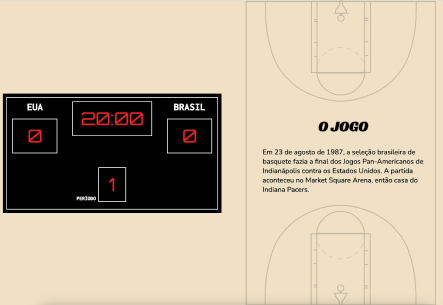 EUA
20:00
BRASIL
0
0
PERÍODO
1
O JOGO
Em 23 de agosto de 1987, a seleção brasileira de
basquete fazia a final dos Jogos Pan-Americanos de
Indianápolis contra os Estados Unidos. A partida
aconteceu no Market Square Arena, então casa do
Indiana Pacers.